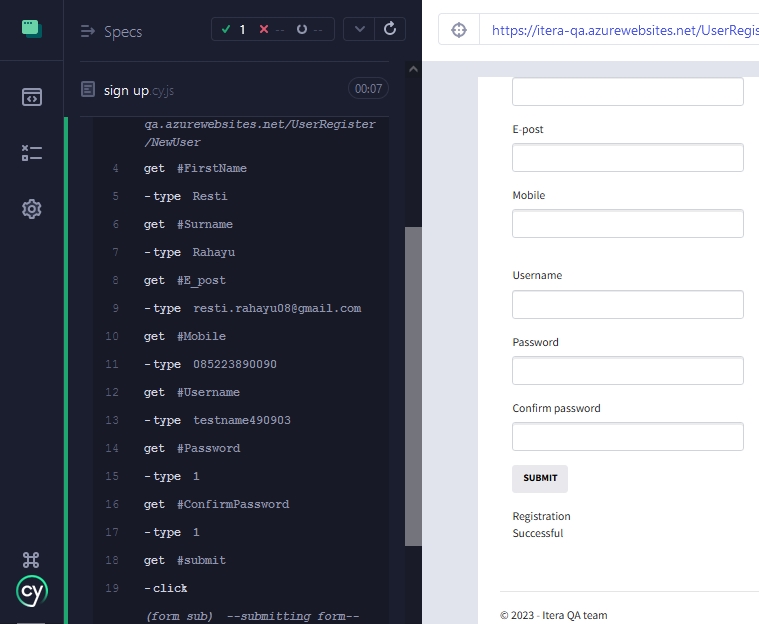 Specs
1
--
--
https://itera-qa.azurewebsites.net/UserRegis
sign up.cy.js
00:07
qa.azurewebsites.net/UserRegister
/NewUser
4 get #FirstName
5 -type Resti
6 get #Surname
7 -type Rahayu
8 get #E_post
9 -type resti.rahayu08@gmail.com
10 get #Mobile
11 -type 085223890090
12 get #Username
13 -type testname490903
14 get #Password
15 -type 1
16 get #ConfirmPassword
17 -type 1
18 get #submit
19 -click
(form sub) --submitting form--
cy
E-post
Mobile
Username
Password
Confirm password
SUBMIT
Registration
Successful
© 2023 - Itera QA team